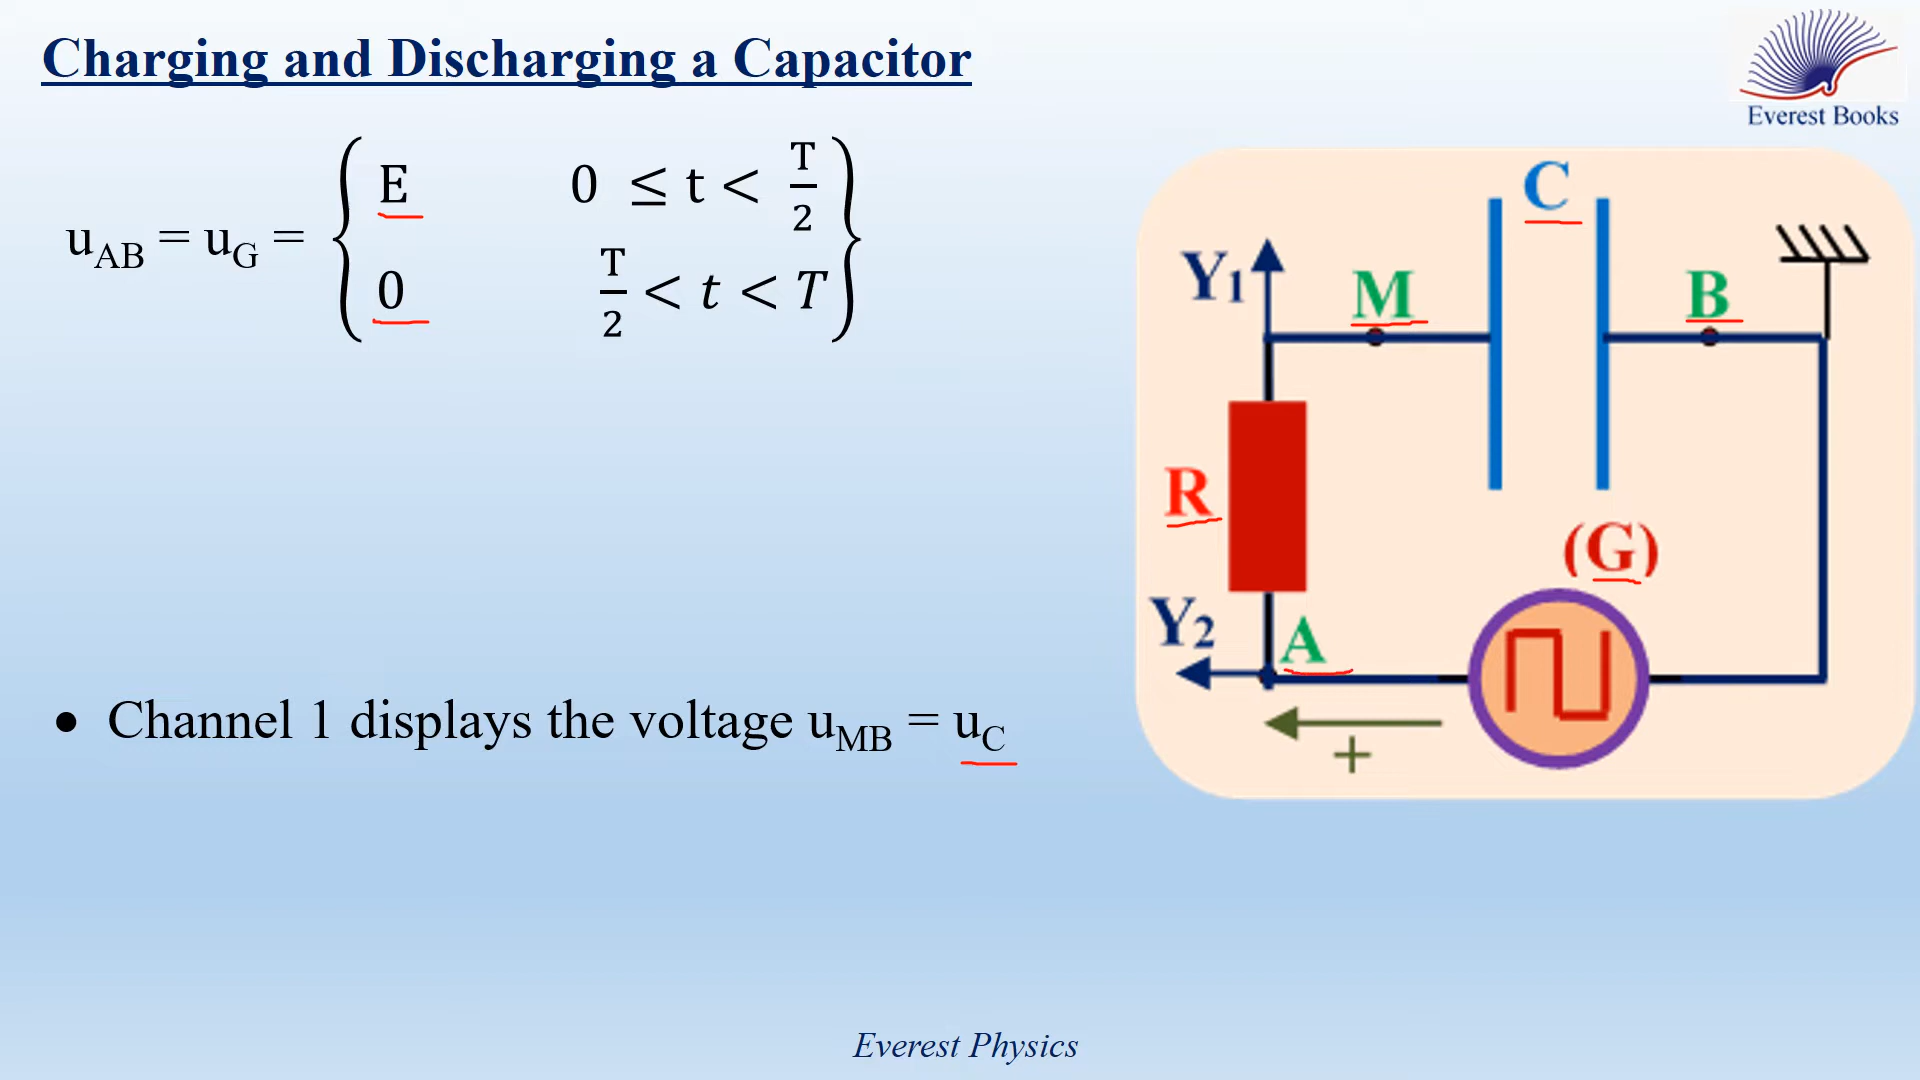 Charging and Discharging a Capacitor
Everest Books
E 0 ≤ t < T/2
u_AB = u_G =
0 T/2 < t < T
C
Y₁
M
B
R
(G)
Y₂
A
+
● Channel 1 displays the voltage u_MB = u_C
Everest Physics